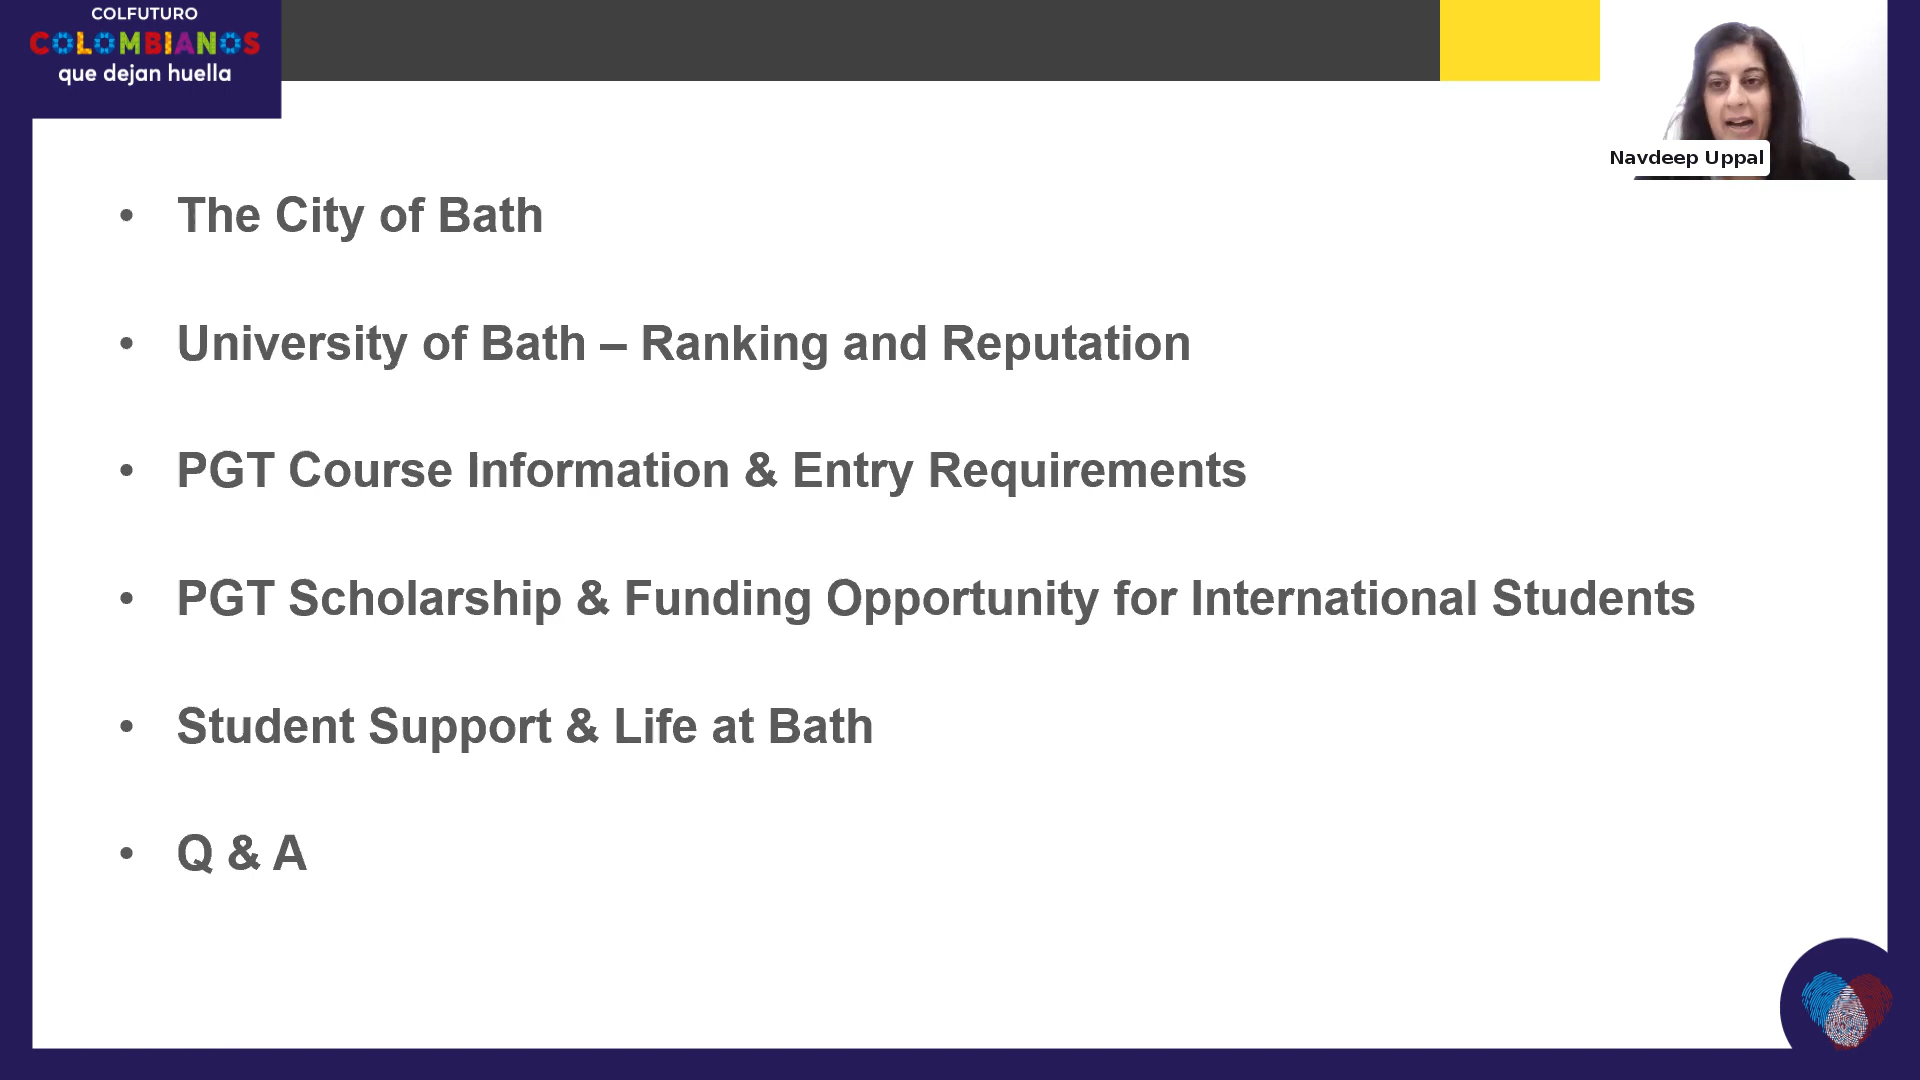 COLFUTURO
COLOMBIANOS
que dejan huella
Navdeep Uppal
• The City of Bath
• University of Bath – Ranking and Reputation
• PGT Course Information & Entry Requirements
• PGT Scholarship & Funding Opportunity for International Students
• Student Support & Life at Bath
• Q & A